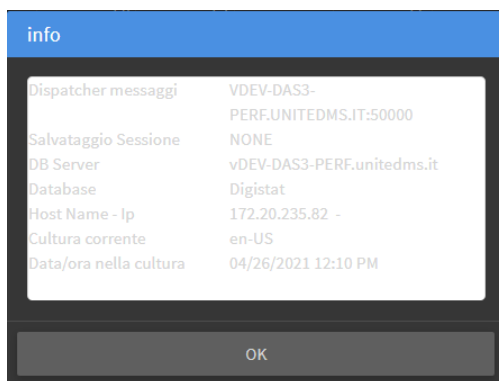 info
Dispatcher messaggi VDEV-DAS3-
PERF.UNITEDMS.IT:50000
Salvataggio Sessione NONE
DB Server vDEV-DAS3-PERF.unitedms.it
Database Digistat
Host Name - Ip 172.20.235.82 -
Cultura corrente en-US
Data/ora nella cultura 04/26/2021 12:10 PM
OK